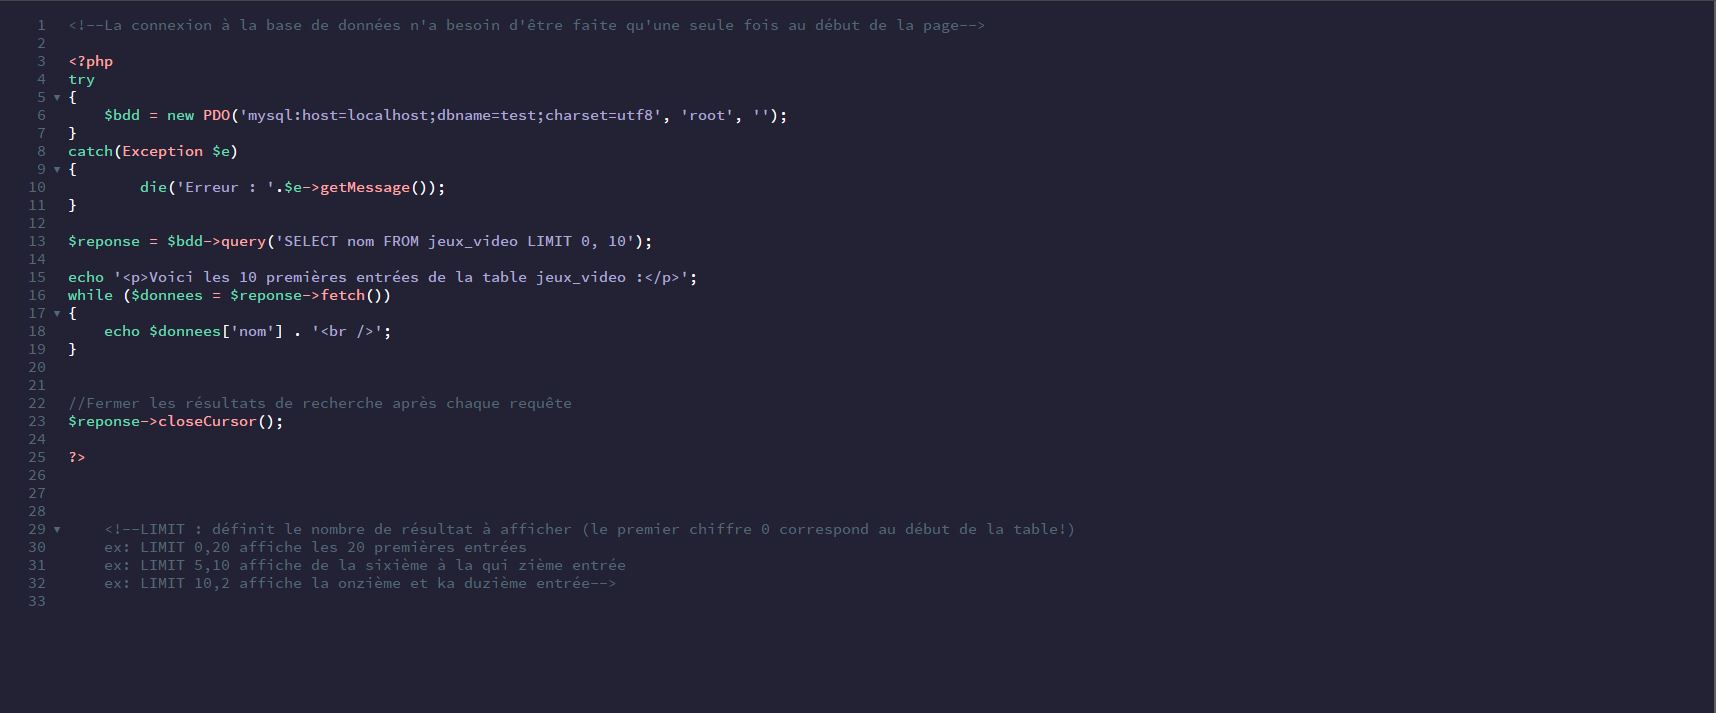 1 <!--La connexion à la base de données n'a besoin d'être faite qu'une seule fois au début de la page-->
2
3 <?php
4 try
5 {
6 $bdd = new PDO('mysql:host=localhost;dbname=test;charset=utf8', 'root', '');
7 }
8 catch(Exception $e)
9 {
10 die('Erreur : '.$e->getMessage());
11 }
12
13 $reponse = $bdd->query('SELECT nom FROM jeux_video LIMIT 0, 10');
14
15 echo '<p>Voici les 10 premières entrées de la table jeux_video :</p>';
16 while ($donnees = $reponse->fetch())
17 {
18 echo $donnees['nom'] . '<br />';
19 }
20
21
22 //Fermer les résultats de recherche après chaque requête
23 $reponse->closeCursor();
24
25 ?>
26
27
28
29 <!--LIMIT : définit le nombre de résultat à afficher (le premier chiffre 0 correspond au début de la table!)
30 ex: LIMIT 0,20 affiche les 20 premières entrées
31 ex: LIMIT 5,10 affiche de la sixième à la qui zième entrée
32 ex: LIMIT 10,2 affiche la onzième et ka duzième entrée-->
33